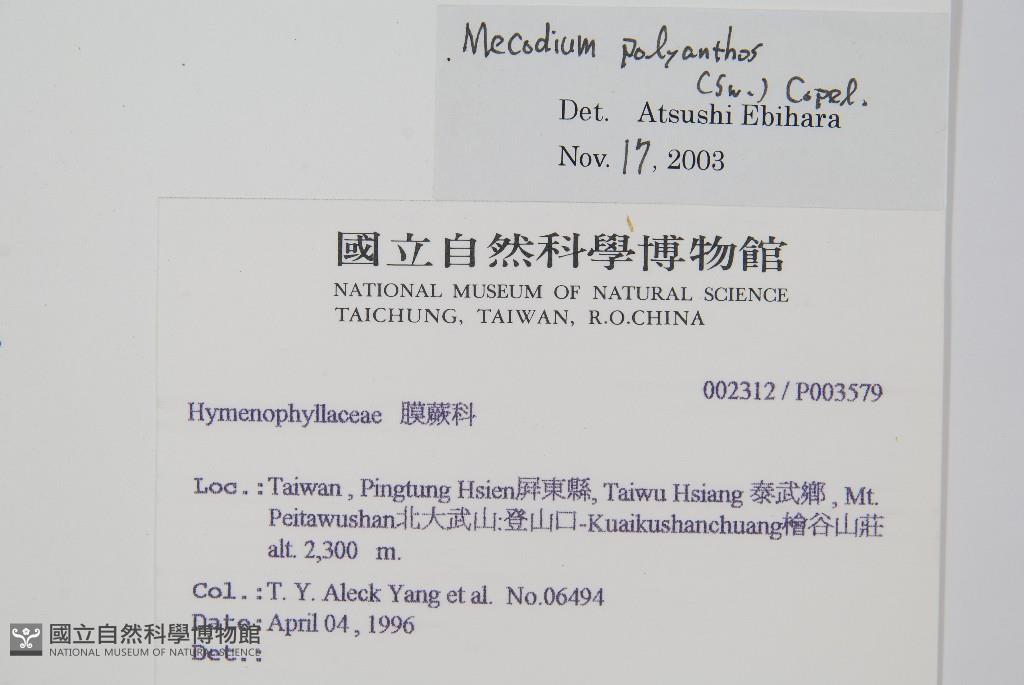 Mecodium polyanthos
(Sw.) Copel.
Det. Atsushi Ebihara
Nov. 17, 2003
國立自然科學博物館
NATIONAL MUSEUM OF NATURAL SCIENCE
TAICHUNG, TAIWAN, R.O.CHINA
002312 / P003579
Hymenophyllaceae 膜蕨科
Loc.: Taiwan , Pingtung Hsien屏東縣, Taiwu Hsiang 泰武鄉 , Mt.
Peitawushan北大武山:登山口-Kuaikushanchuang檜谷山莊
alt. 2,300 m.
Col.: T. Y. Aleck Yang et al. No.06494
Date: April 04 , 1996
Det.:
國立自然科學博物館
NATIONAL MUSEUM OF NATURAL SCIENCE